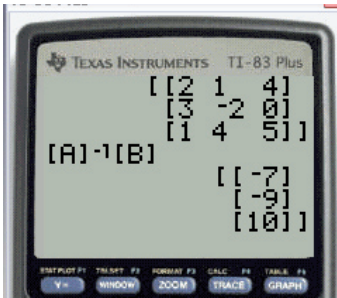 TEXAS INSTRUMENTS TI-83 Plus
[[2 1 4]
[3 -2 0]
[1 4 5]]
[A]-1[B]
[[-7]
[-9]
[10]]
STAT PLOT F1 TBLSET F2 FORMAT F3 CALC F4 TABLE F5
Y= WINDOW ZOOM TRACE GRAPH